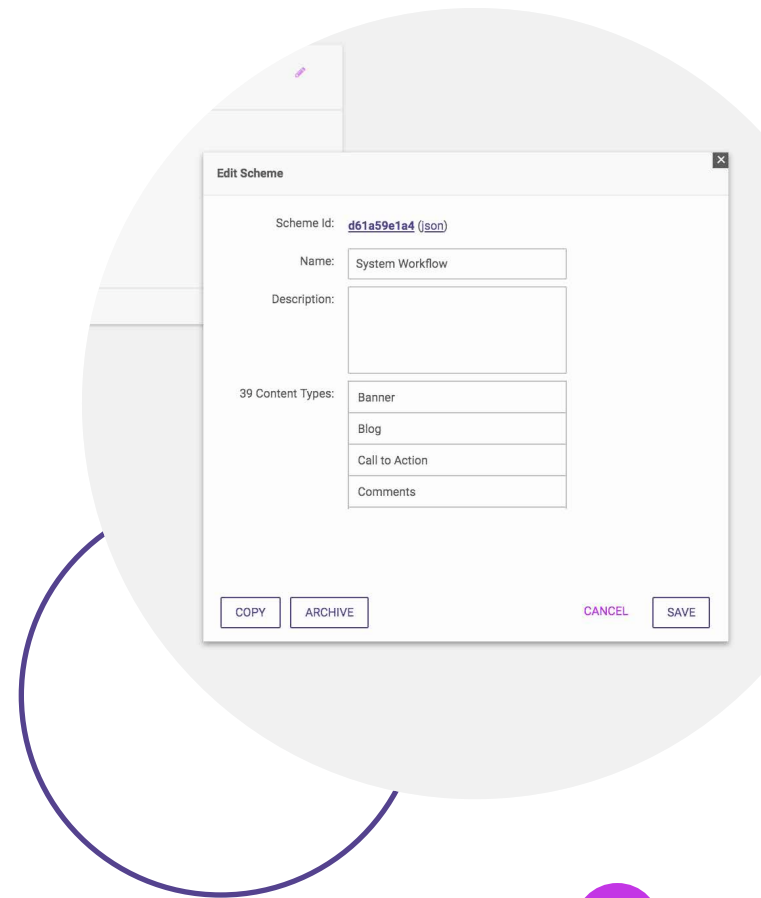 Edit Scheme
Scheme Id: d61a59e1a4 (json)
Name: System Workflow
Description:
39 Content Types: Banner
Blog
Call to Action
Comments
COPY ARCHIVE CANCEL SAVE